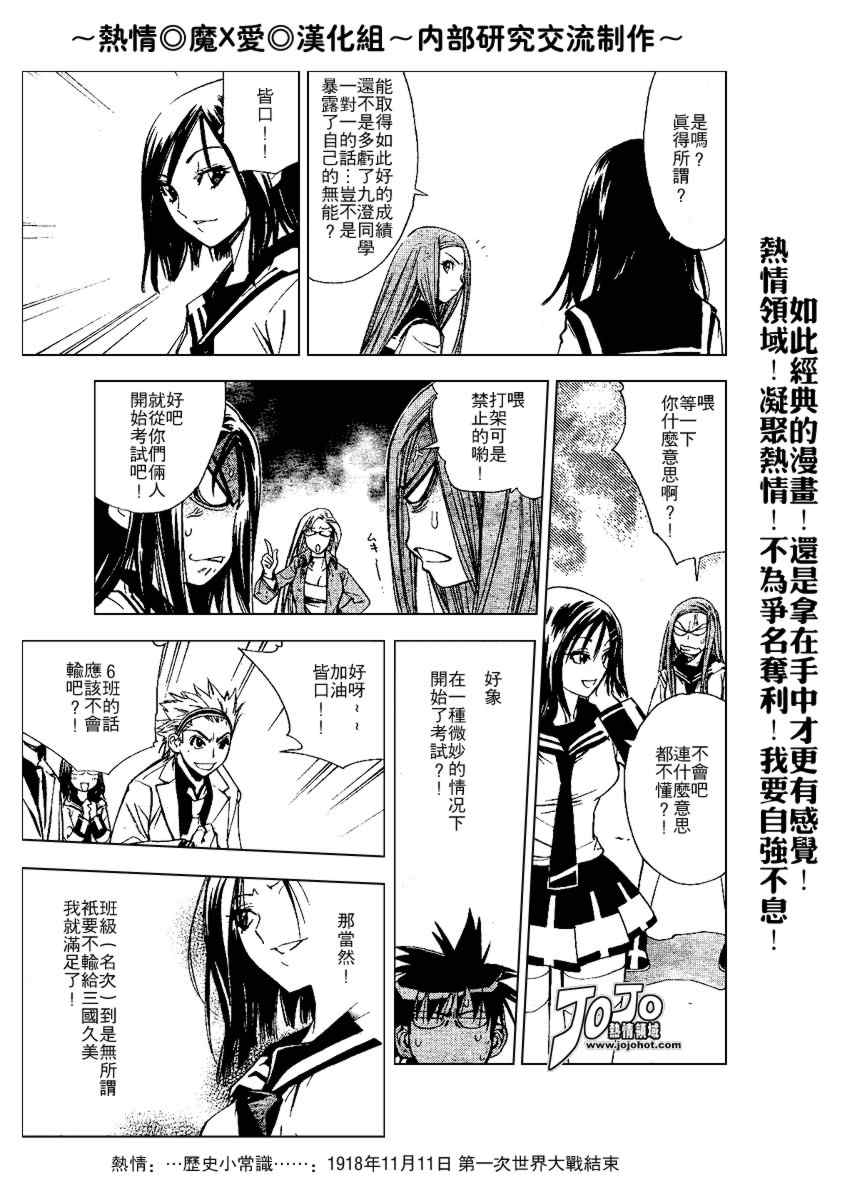 ～熱情◎魔X愛◎漢化組～内部研究交流制作～
是嗎？
眞得所謂？
能取得如此好的成績
還不是多虧了九澄同學
一對一的話…豈不是
暴露了自己的無能？
皆口！！
喂
等一下
你什麼意思啊？！
喂
打架可是
禁止的喲！
ムキー
好吧
就從你們倆人
開始考試吧！
不會吧
連什麼意思
都不懂？！
好象
在一種微妙的情况下
開始了考試？！
好呀～～
加油
皆口！！
6班的話
應該不會
輸吧？！
那當然！
班級（名次）到是無所謂
衹要不輸給三國久美
我就滿足了！
如此經典的漫畫！還是拿在手中才更有感覺！
熱情領域！凝聚熱情！不為爭名奪利！我要自強不息！
JOJO
熱情領域
www.jojohot.com
熱情：…歷史小常識……：1918年11月11日 第一次世界大戰結束